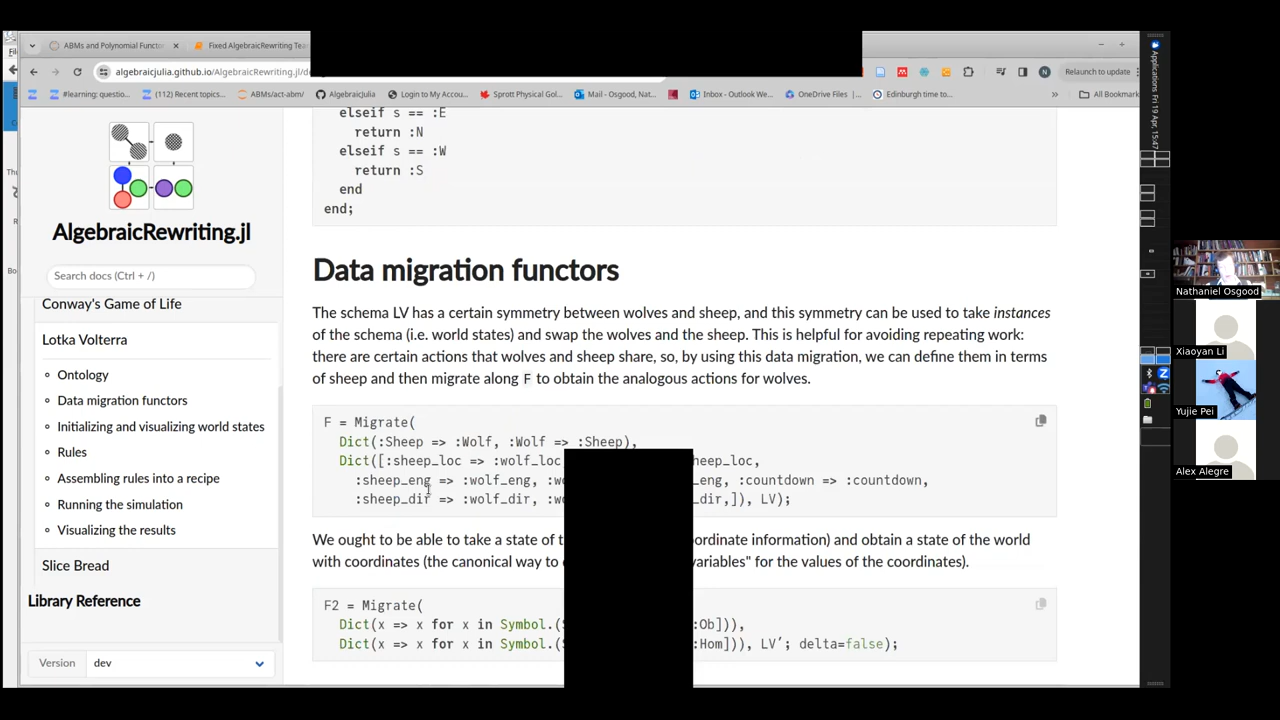 ABMs and Polynomial Functo
Fixed AlgebraicRewriting Tea
algebraicjulia.github.io/AlgebraicRewriting.jl/de
Relaunch to update
#learning: questio...
(112) Recent topics...
ABMs/act-abm/
AlgebraicJulia
Login to My Accou...
Sprott Physical Gol...
Mail - Osgood, Nat...
Inbox - Outlook We...
OneDrive Files
Edinburgh time to...
All Bookmark
Applications Fri 19 Apr, 15:47
AlgebraicRewriting.jl
Search docs (Ctrl + /)
Conway's Game of Life
Lotka Volterra
Ontology
Data migration functors
Initializing and visualizing world states
Rules
Assembling rules into a recipe
Running the simulation
Visualizing the results
Slice Bread
Library Reference
Version dev
elseif s == :E
return :N
elseif s == :W
return :S
end
end;
Data migration functors
The schema LV has a certain symmetry between wolves and sheep, and this symmetry can be used to take instances
of the schema (i.e. world states) and swap the wolves and the sheep. This is helpful for avoiding repeating work:
there are certain actions that wolves and sheep share, so, by using this data migration, we can define them in terms
of sheep and then migrate along F to obtain the analogous actions for wolves.
F = Migrate(
Dict(:Sheep => :Wolf, :Wolf => :Sheep),
Dict([:sheep_loc => :wolf_loc heep_loc,
:sheep_eng => :wolf_eng, :wo _eng, :countdown => :countdown,
:sheep_dir => :wolf_dir, :wo _dir,]), LV);
We ought to be able to take a state of t ordinate information) and obtain a state of the world
with coordinates (the canonical way to variables" for the values of the coordinates).
F2 = Migrate(
Dict(x => x for x in Symbol.( :Ob])),
Dict(x => x for x in Symbol.( :Hom])), LV′; delta=false);
Nathaniel Osgood
Xiaoyan Li
Yujie Pei
Alex Alegre